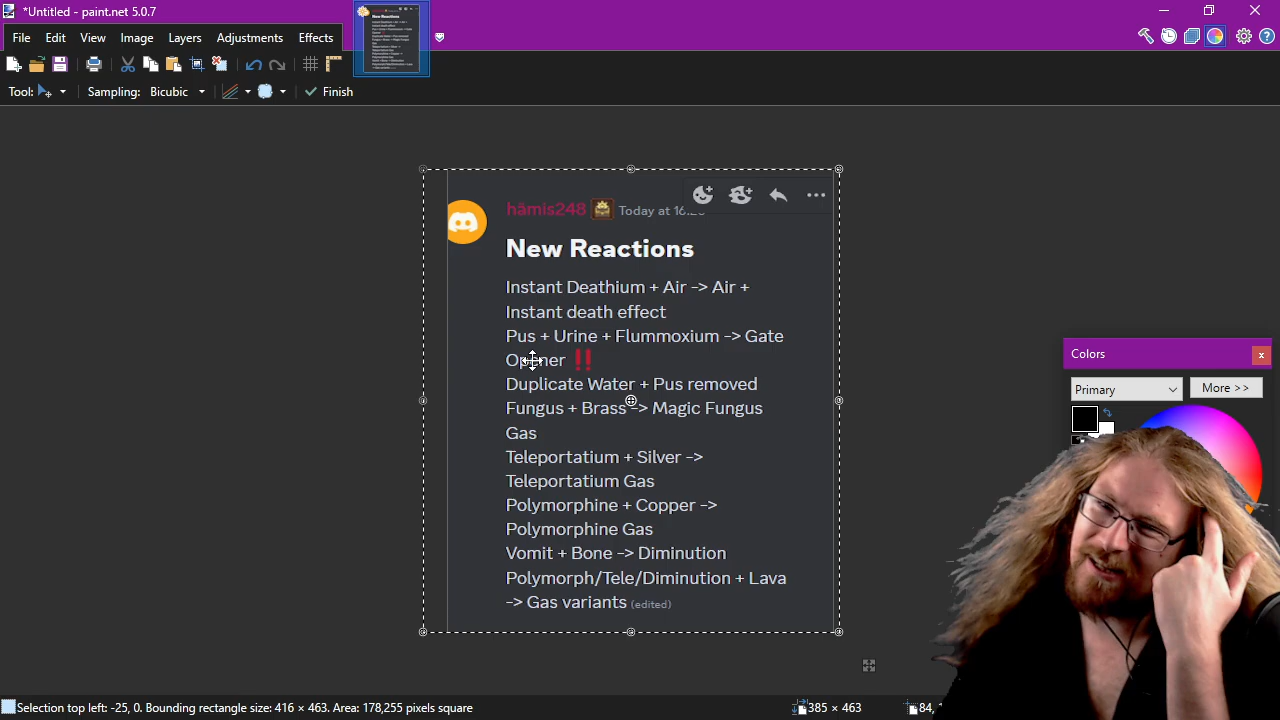 *Untitled - paint.net 5.0.7
File Edit View Image Layers Adjustments Effects
Tool: Sampling: Bicubic Finish
hämis248 Today at
New Reactions
Instant Deathium + Air -> Air +
Instant death effect
Pus + Urine + Flummoxium -> Gate
Opener ‼
Duplicate Water + Pus removed
Fungus + Brass -> Magic Fungus
Gas
Teleportatium + Silver ->
Teleportatium Gas
Polymorphine + Copper ->
Polymorphine Gas
Vomit + Bone -> Diminution
Polymorph/Tele/Diminution + Lava
-> Gas variants (edited)
Colors
Primary More >>
Selection top left: -25, 0. Bounding rectangle size: 416 × 463. Area: 178,255 pixels square 385 × 463 84,